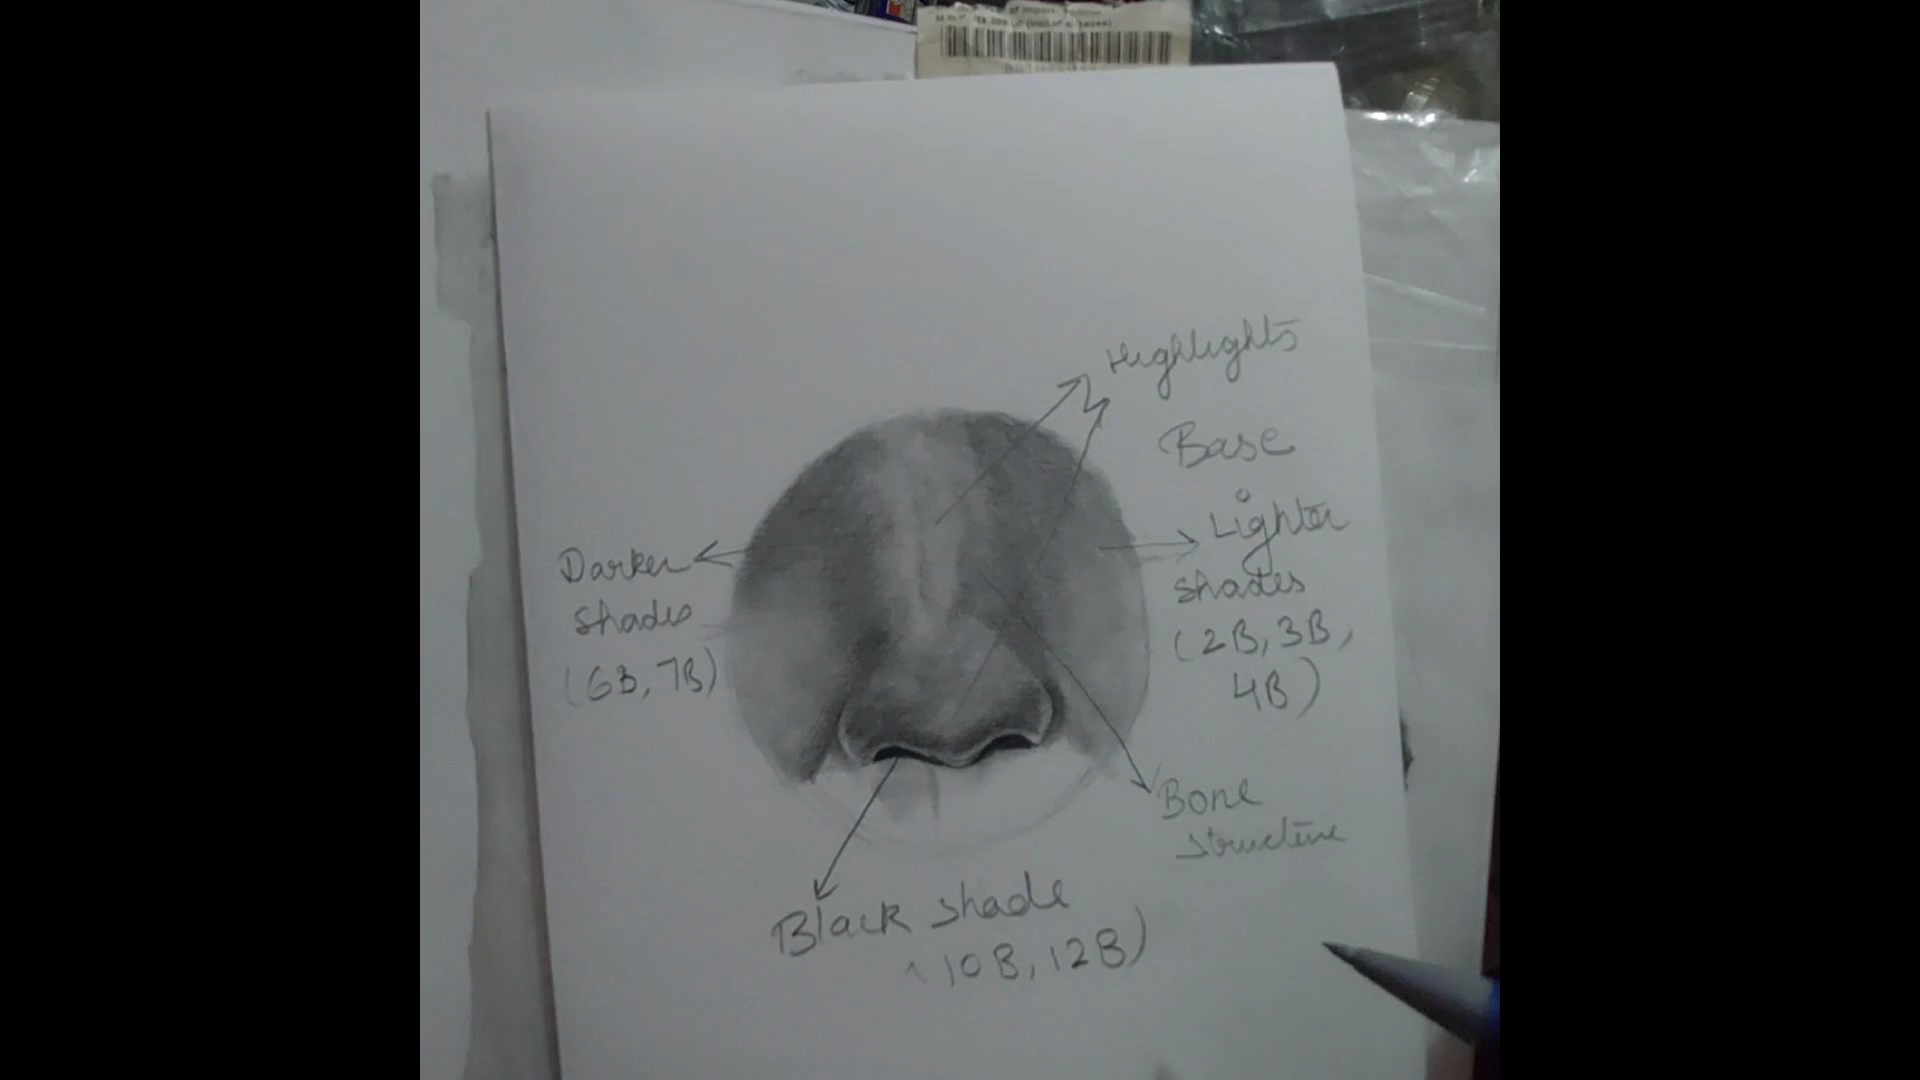 Highlights
Base
Lighter
shades
(2B, 3B,
4B)
Darker
shades
(6B, 7B)
Bone
structure
Black shade
(10B, 12B)